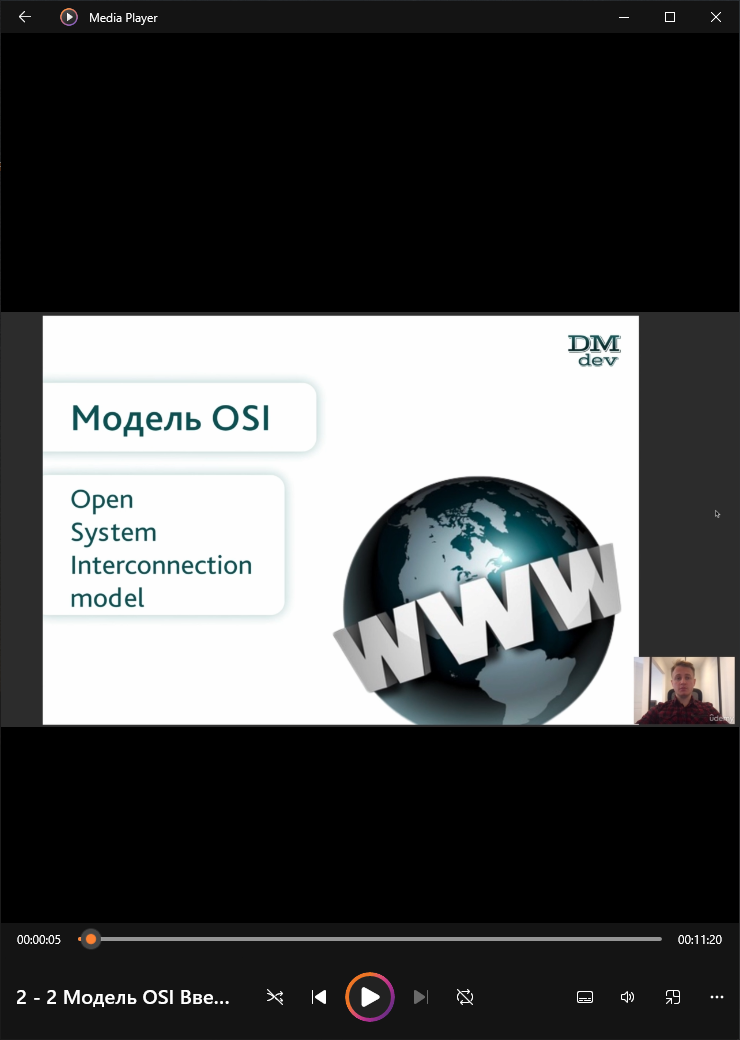 Media Player
DM
dev
Модель OSI
Open
System
Interconnection
model
WWW
00:00:05
00:11:20
2 - 2 Модель OSI Вве...